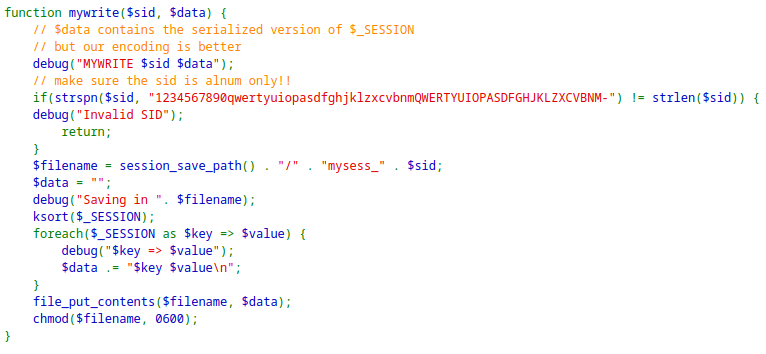 function mywrite($sid, $data) {
    // $data contains the serialized version of $_SESSION
    // but our encoding is better
    debug("MYWRITE $sid $data");
    // make sure the sid is alnum only!!
    if(strspn($sid, "1234567890qwertyuiopasdfghjklzxcvbnmQWERTYUIOPASDFGHJKLZXCVBNM-") != strlen($sid)) {
    debug("Invalid SID");
        return;
    }
    $filename = session_save_path() . "/" . "mysess_" . $sid;
    $data = "";
    debug("Saving in ". $filename);
    ksort($_SESSION);
    foreach($_SESSION as $key => $value) {
        debug("$key => $value");
        $data .= "$key $value\n";
    }
    file_put_contents($filename, $data);
    chmod($filename, 0600);
}